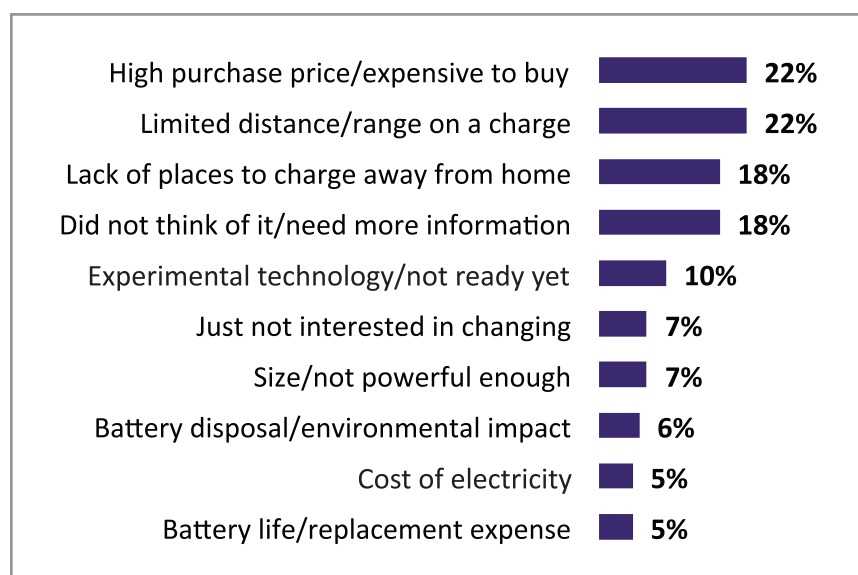 High purchase price/expensive to buy 22%
Limited distance/range on a charge 22%
Lack of places to charge away from home 18%
Did not think of it/need more information 18%
Experimental technology/not ready yet 10%
Just not interested in changing 7%
Size/not powerful enough 7%
Battery disposal/environmental impact 6%
Cost of electricity 5%
Battery life/replacement expense 5%